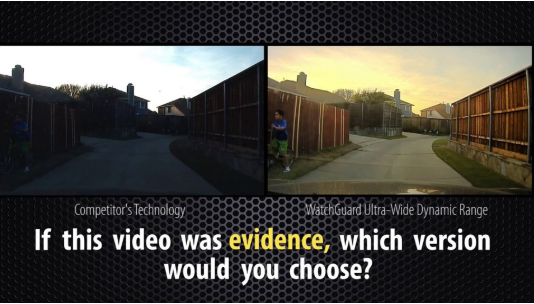 Competitor's Technology
WatchGuard Ultra-Wide Dynamic Range
If this video was evidence, which version
would you choose?